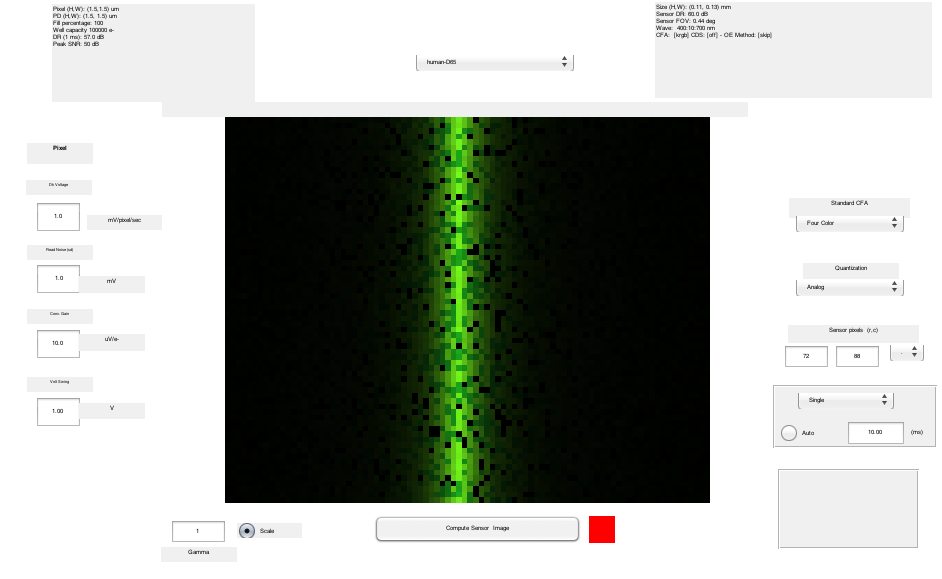 Pixel (H,W): (1.5,1.5) um
PD (H,W): (1.5, 1.5) um
Fill percentage: 100
Well capacity 100000 e-
DR (1 ms): 57.0 dB
Peak SNR: 50 dB
human-D65
Size (H,W): (0.11, 0.13) mm
Sensor DR: 60.0 dB
Sensor FOV: 0.44 deg
Wave: 400:10:700 nm
CFA: [krgb] CDS: [off] - OE Method: [skip]
Pixel
Dk Voltage
1.0
mV/pixel/sec
Read Noise (sd)
1.0
mV
Conv. Gain
10.0
uV/e-
Volt Swing
1.00
V
Standard CFA
Four Color
Quantization
Analog
Sensor pixels (r,c)
72
88
-
Single
Auto
10.00
(ms)
1
Scale
Gamma
Compute Sensor Image